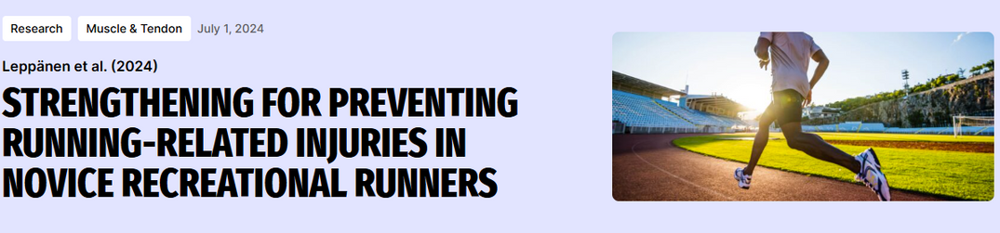 Research Muscle & Tendon July 1, 2024
Leppänen et al. (2024)
STRENGTHENING FOR PREVENTING
RUNNING-RELATED INJURIES IN
NOVICE RECREATIONAL RUNNERS